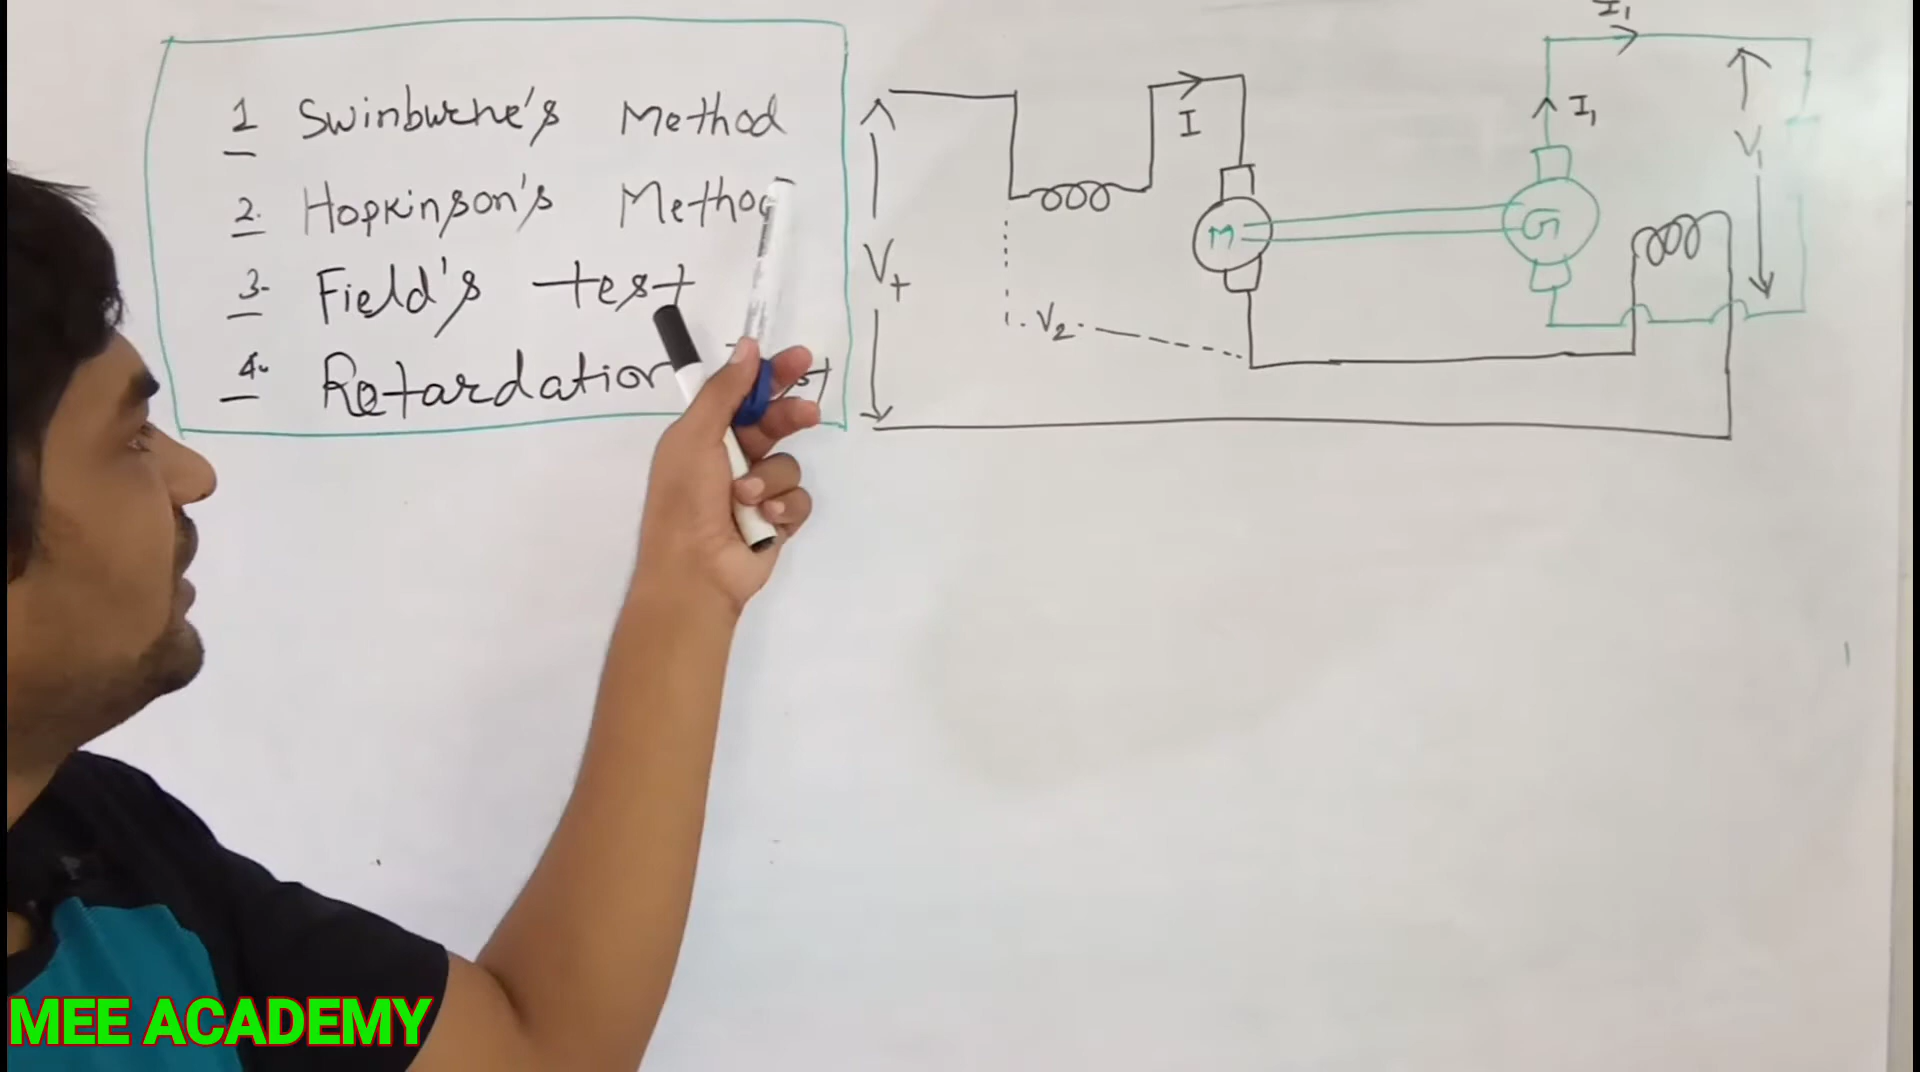 1 Swinburne's Method
2. Hopkinson's Method
3. Field's test
4. Retardation
I
I1
I1
V1
Vt
V2
M
G
MEE ACADEMY